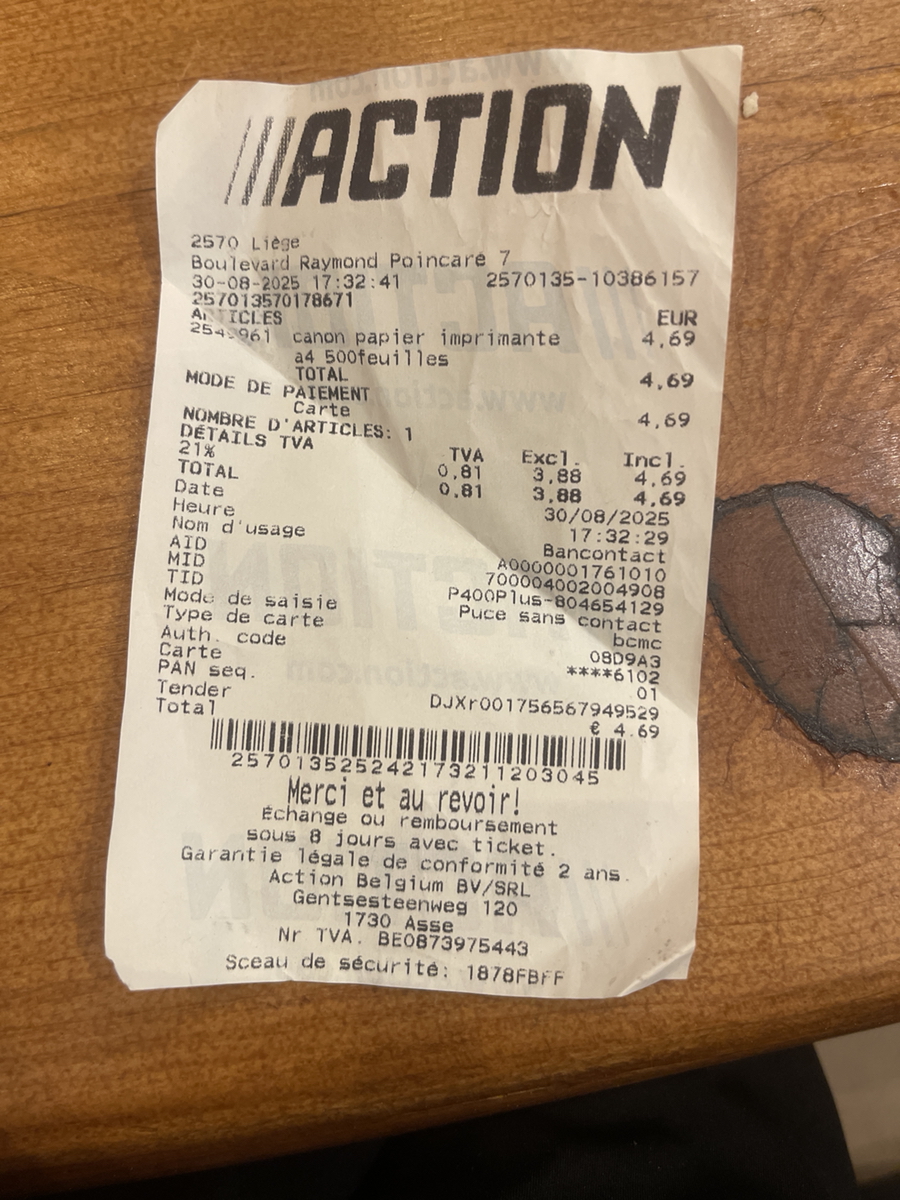 ACTION
2570 Liège
Boulevard Raymond Poincaré 7
30-08-2025 17:32:41 2570135-10386157
257013570178671
ARTICLES EUR
canon papier imprimante 4,69
a4 500feuilles
TOTAL 4,69
MODE DE PAIEMENT
Carte 4,69
NOMBRE D'ARTICLES: 1
DÉTAILS TVA
TVA Excl. Incl.
21% 0,81 3,88 4,69
TOTAL 0,81 3,88 4,69
Date 30/08/2025
Heure 17:32:29
Nom d'usage Bancontact
AID A0000001761010
MID 700004002004908
TID P400Plus-804654129
Mode de saisie Puce sans contact
Type de carte bcmc
Auth. code 08D9A3
Carte ****6102
PAN seq. 01
Tender DJXr001756567949529
Total € 4.69
257013525242173211203045
Merci et au revoir!
Échange ou remboursement
sous 8 jours avec ticket.
Garantie légale de conformité 2 ans.
Action Belgium BV/SRL
Gentsesteenweg 120
1730 Asse
Nr TVA. BE0873975443
Sceau de sécurité: 1878FBFF